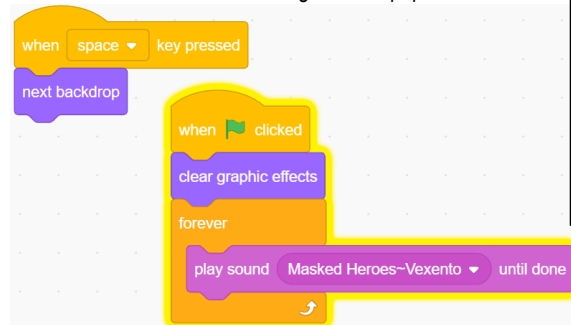 when space key pressed
next backdrop
when clicked
clear graphic effects
forever
play sound Masked Heroes~Vexento until done